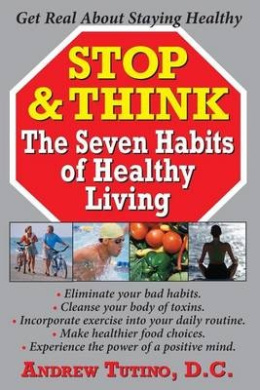 Get Real About Staying Healthy
STOP
& THINK
The Seven Habits
of Healthy
Living
• Eliminate your bad habits.
• Cleanse your body of toxins.
• Incorporate exercise into your daily routine.
• Make healthier food choices.
• Experience the power of a positive mind.
ANDREW TUTINO, D.C.